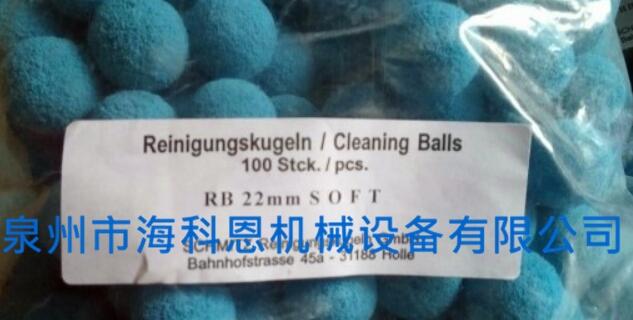 Reinigungskugeln / Cleaning Balls
100 Stck. / pcs.
RB 22mm SOFT
泉州市海科恩机械设备有限公司
Bahnhofstrasse 45a - 31188 Holle